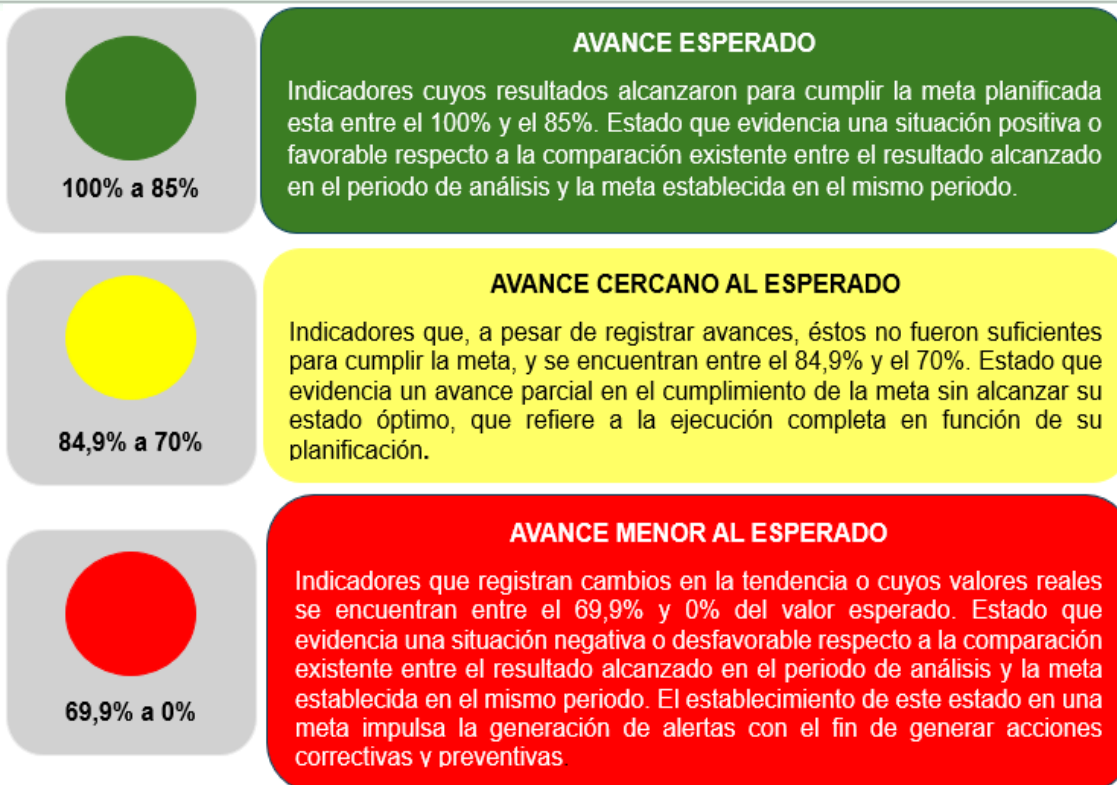 AVANCE ESPERADO
Indicadores cuyos resultados alcanzaron para cumplir la meta planificada
esta entre el 100% y el 85%. Estado que evidencia una situación positiva o
favorable respecto a la comparación existente entre el resultado alcanzado
en el periodo de análisis y la meta establecida en el mismo periodo.
100% a 85%
AVANCE CERCANO AL ESPERADO
Indicadores que, a pesar de registrar avances, éstos no fueron suficientes
para cumplir la meta, y se encuentran entre el 84,9% y el 70%. Estado que
evidencia un avance parcial en el cumplimiento de la meta sin alcanzar su
estado óptimo, que refiere a la ejecución completa en función de su
planificación.
84,9% a 70%
AVANCE MENOR AL ESPERADO
Indicadores que registran cambios en la tendencia o cuyos valores reales
se encuentran entre el 69,9% y 0% del valor esperado. Estado que
evidencia una situación negativa o desfavorable respecto a la comparación
existente entre el resultado alcanzado en el periodo de análisis y la meta
establecida en el mismo periodo. El establecimiento de este estado en una
meta impulsa la generación de alertas con el fin de generar acciones
correctivas y preventivas.
69,9% a 0%